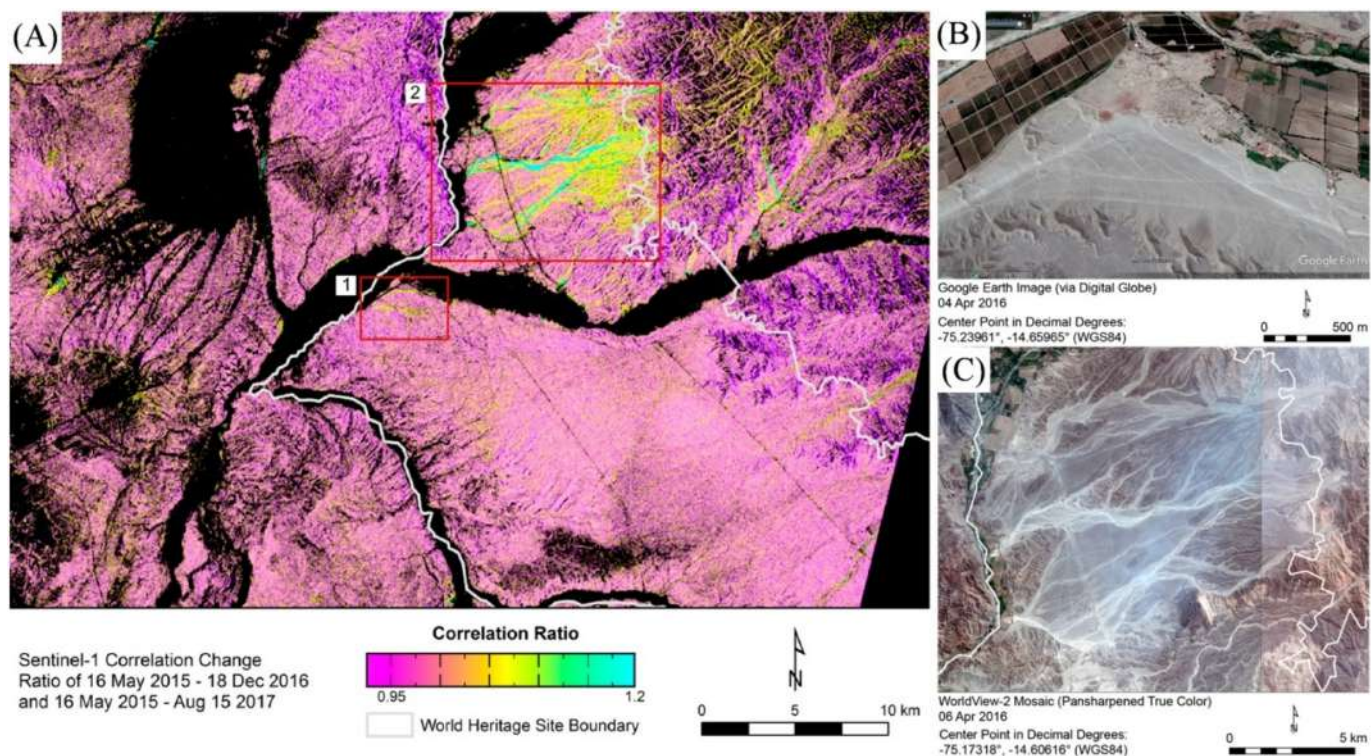 (A)
2
1
Sentinel-1 Correlation Change
Ratio of 16 May 2015 - 18 Dec 2016
and 16 May 2015 - Aug 15 2017
Correlation Ratio
0.95 1.2
World Heritage Site Boundary
N
0 5 10 km
(B)
Google Earth
Google Earth Image (via Digital Globe)
04 Apr 2016
Center Point in Decimal Degrees:
-75.23961°, -14.65965° (WGS84)
N
0 500 m
(C)
WorldView-2 Mosaic (Pansharpened True Color)
06 Apr 2016
Center Point in Decimal Degrees:
-75.17318°, -14.60616° (WGS84)
N
0 5 km